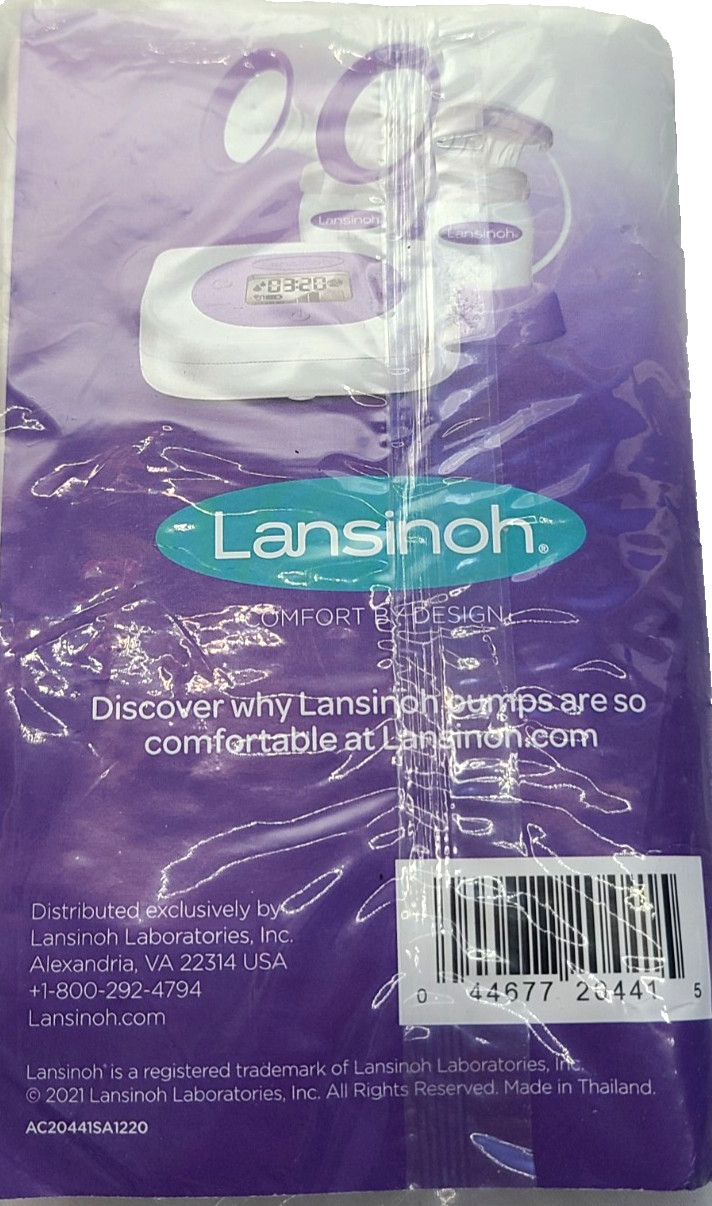 Lansinoh
Lansinoh®
03:20
Lansinoh®
COMFORT BY DESIGN
Discover why Lansinoh pumps are so
comfortable at Lansinoh.com
Distributed exclusively by
Lansinoh Laboratories, Inc.
Alexandria, VA 22314 USA
+1-800-292-4794
Lansinoh.com
0 44677 20441 5
Lansinoh® is a registered trademark of Lansinoh Laboratories, Inc.
© 2021 Lansinoh Laboratories, Inc. All Rights Reserved. Made in Thailand.
AC20441SA1220